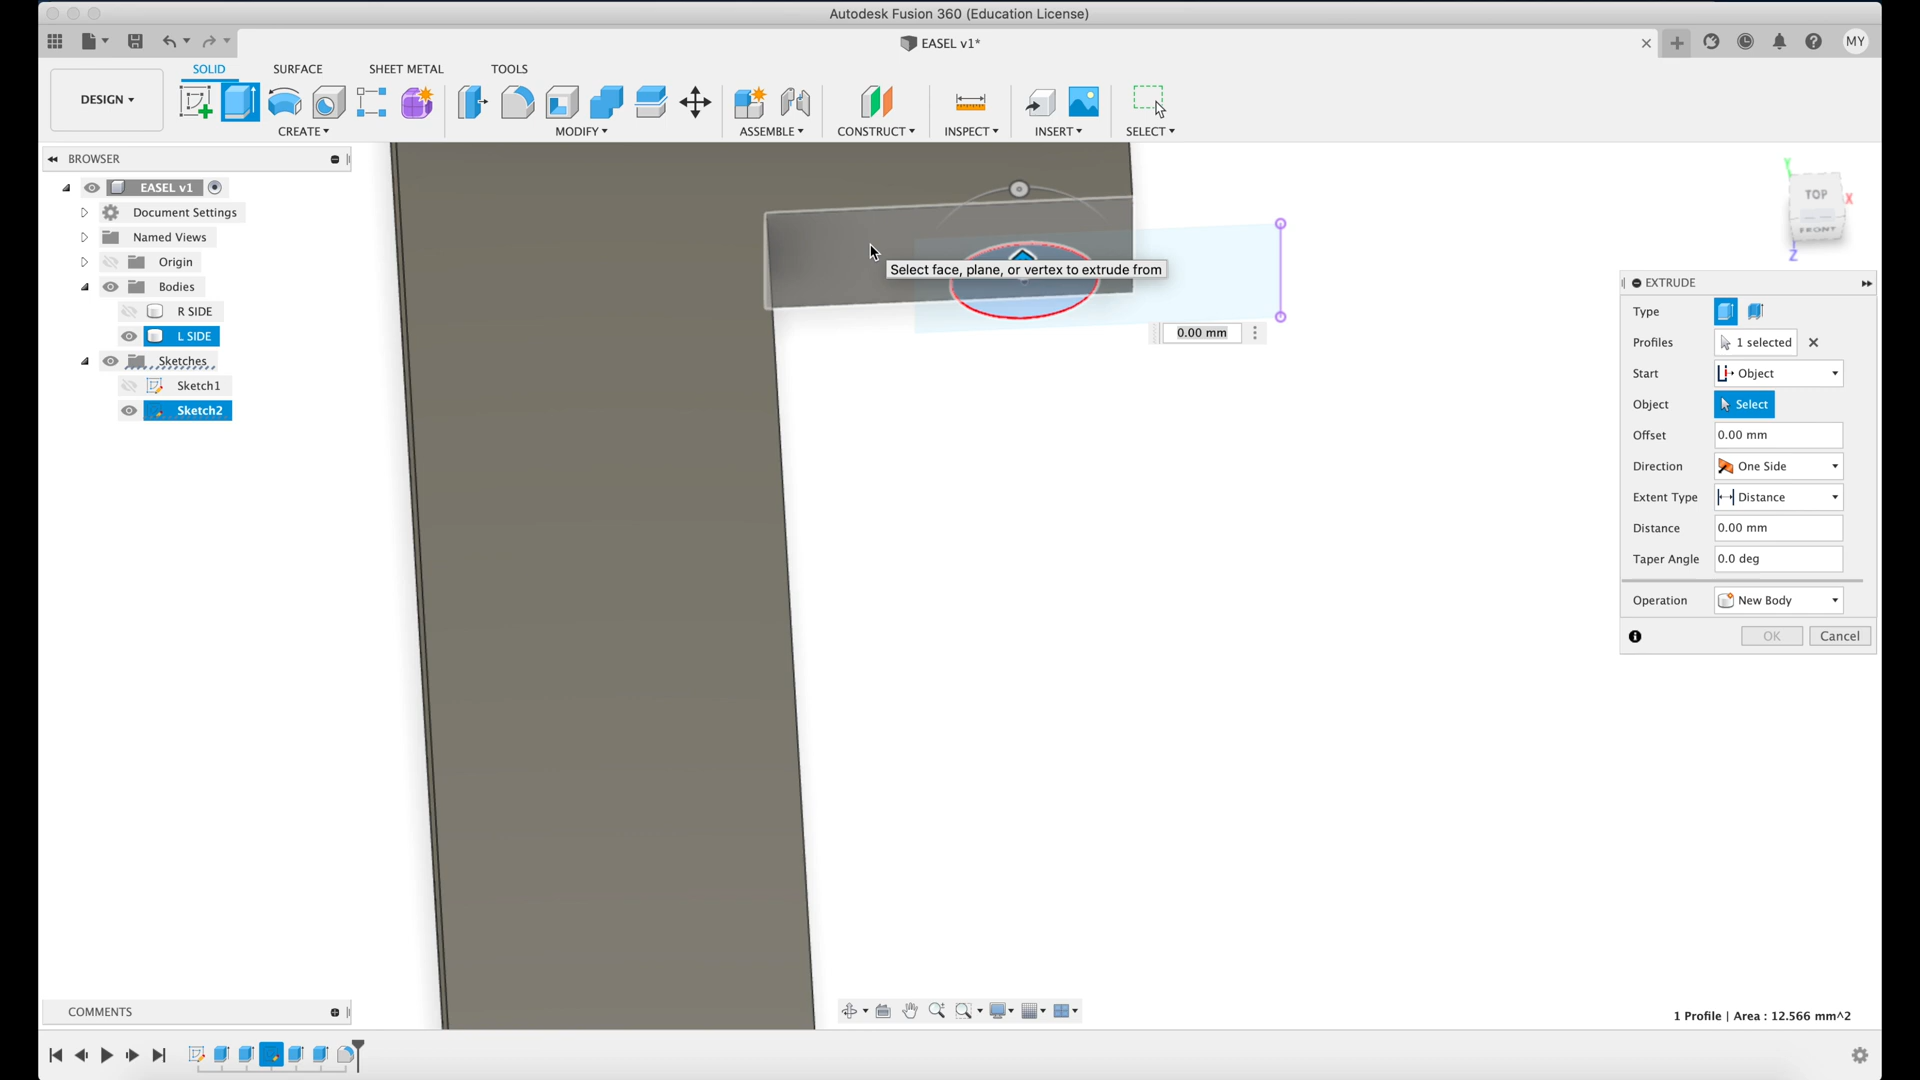 Autodesk Fusion 360 (Education License)
EASEL v1*
MY
DESIGN
SOLID SURFACE SHEET METAL TOOLS
CREATE MODIFY ASSEMBLE CONSTRUCT INSPECT INSERT SELECT
BROWSER
EASEL v1
Document Settings
Named Views
Origin
Bodies
R SIDE
L SIDE
Sketches
Sketch1
Sketch2
Select face, plane, or vertex to extrude from
0.00 mm
Y
TOP
X
FRONT
Z
EXTRUDE
Type
Profiles 1 selected
Start Object
Object Select
Offset 0.00 mm
Direction One Side
Extent Type Distance
Distance 0.00 mm
Taper Angle 0.0 deg
Operation New Body
OK Cancel
COMMENTS
1 Profile | Area : 12.566 mm^2